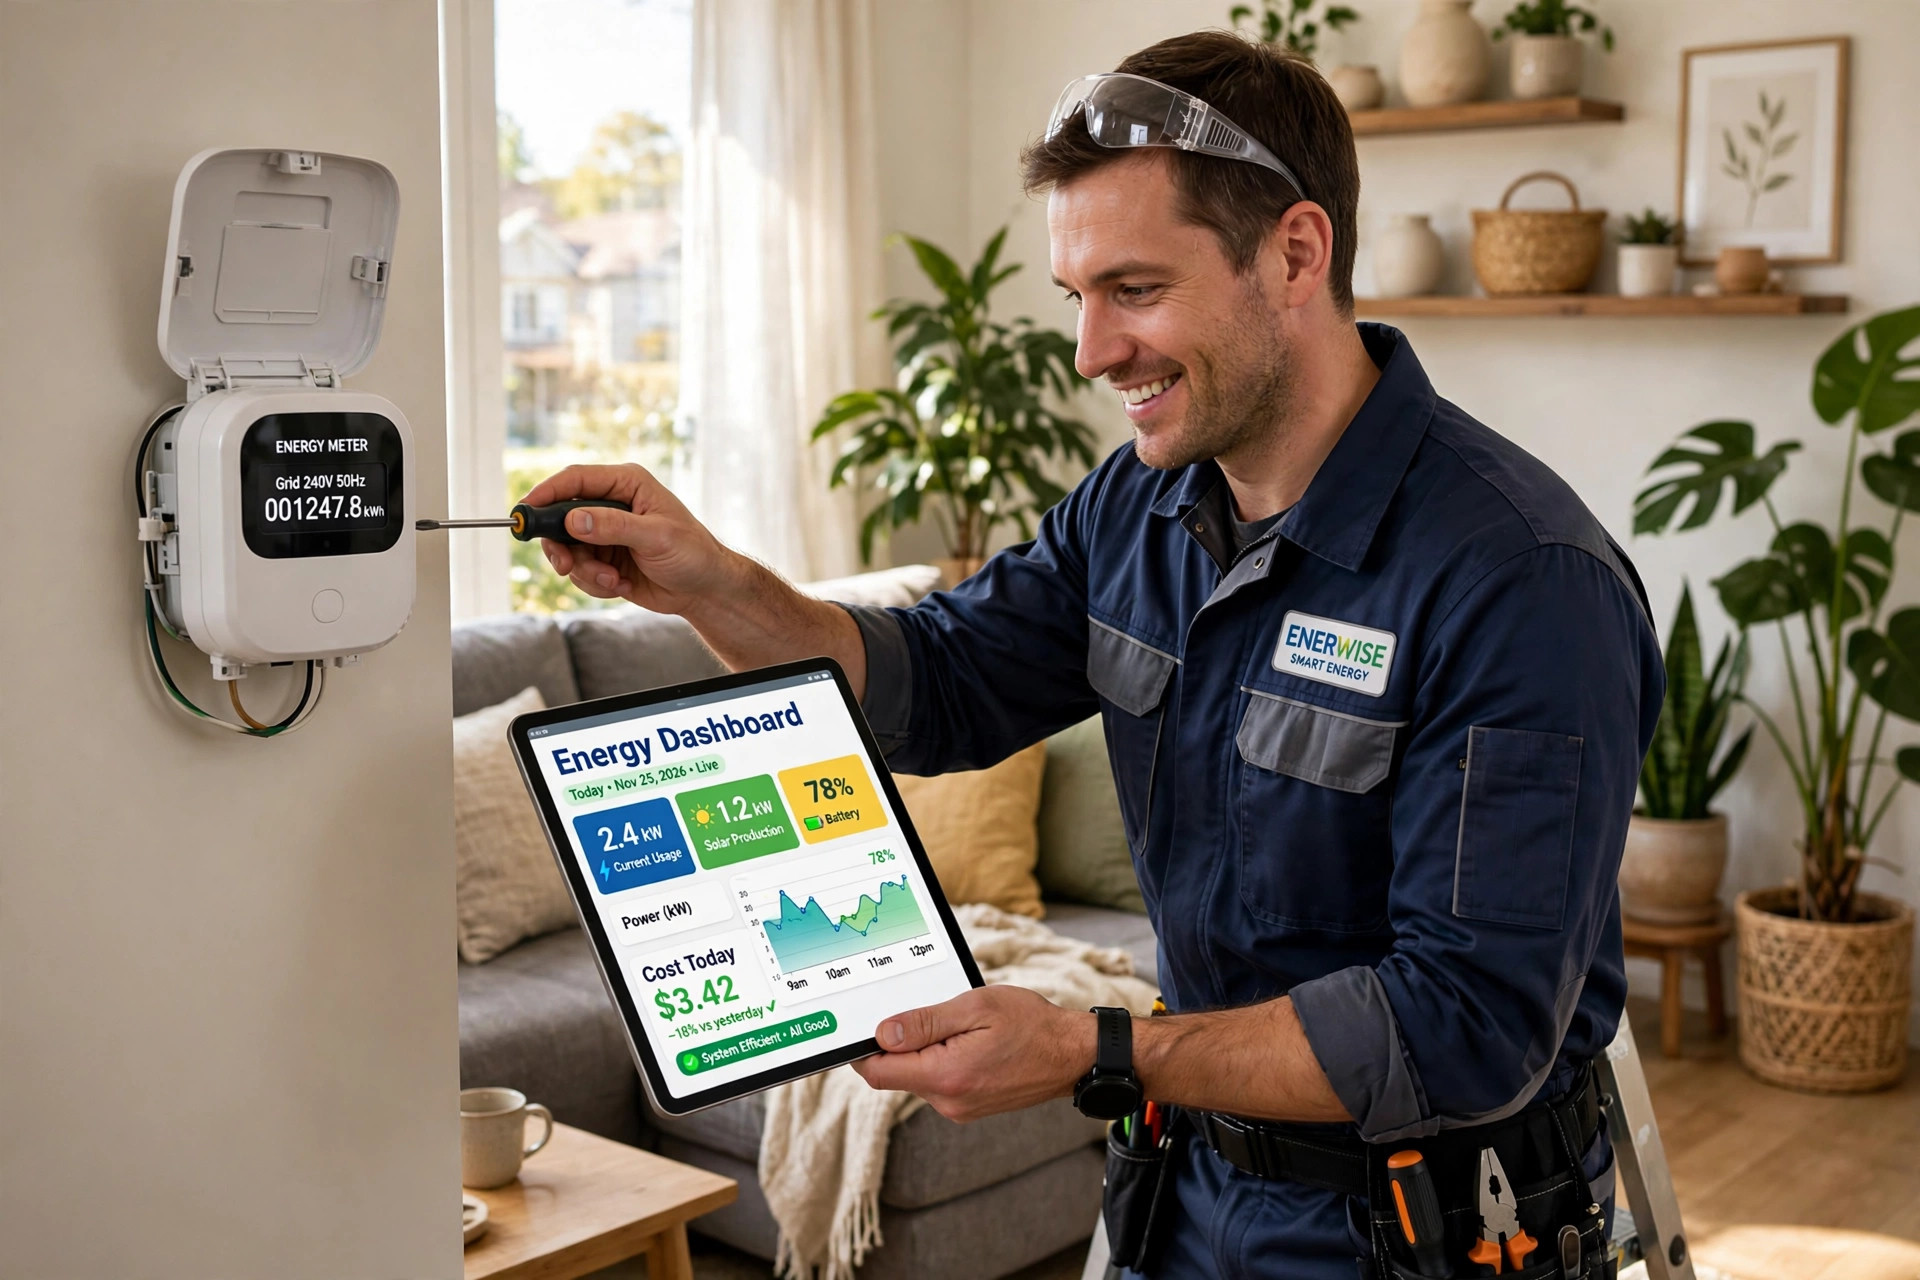 ENERGY METER
Grid 240V 50Hz
001247.8 kWh
ENERWISE
SMART ENERGY
Energy Dashboard
Today • Nov 25, 2026 • Live
2.4 kW
Current Usage
1.2 kW
Solar Production
78%
Battery
Power (kW)
78%
9am 10am 11am 12pm
Cost Today
$3.42
−18% vs yesterday ✓
System Efficient • All Good